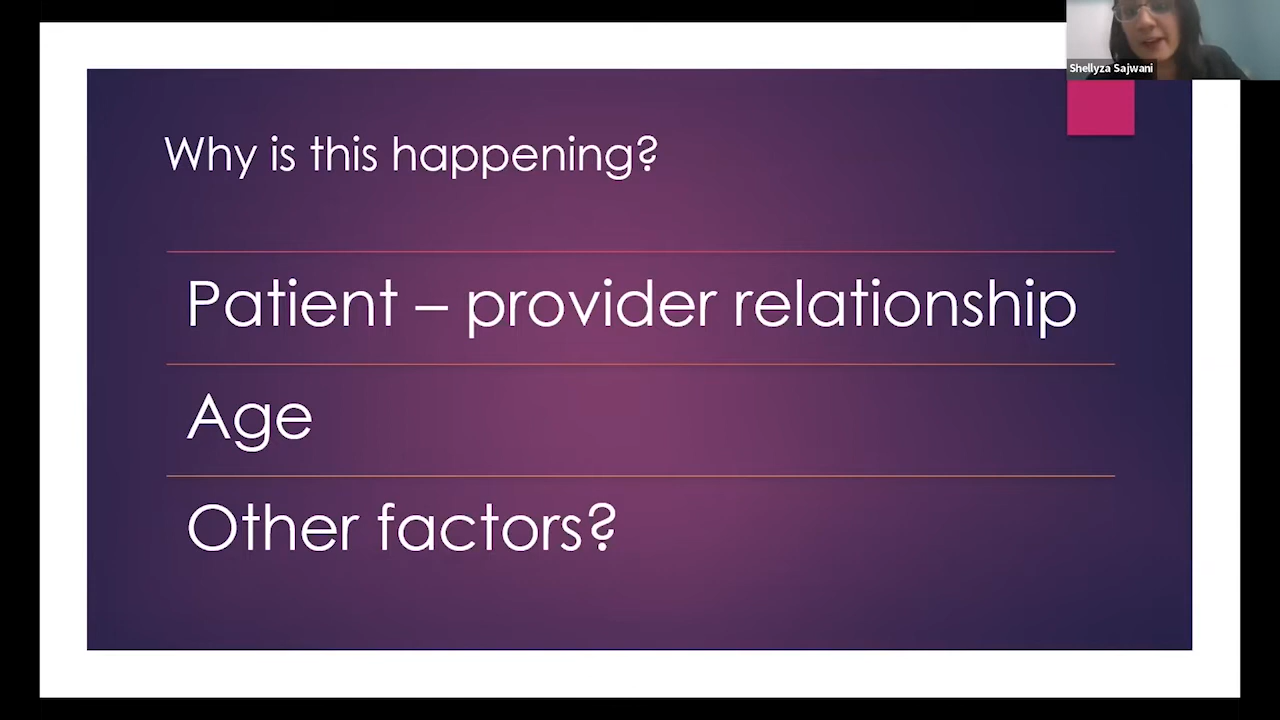 Shellyza Sajwani
Why is this happening?
Patient – provider relationship
Age
Other factors?